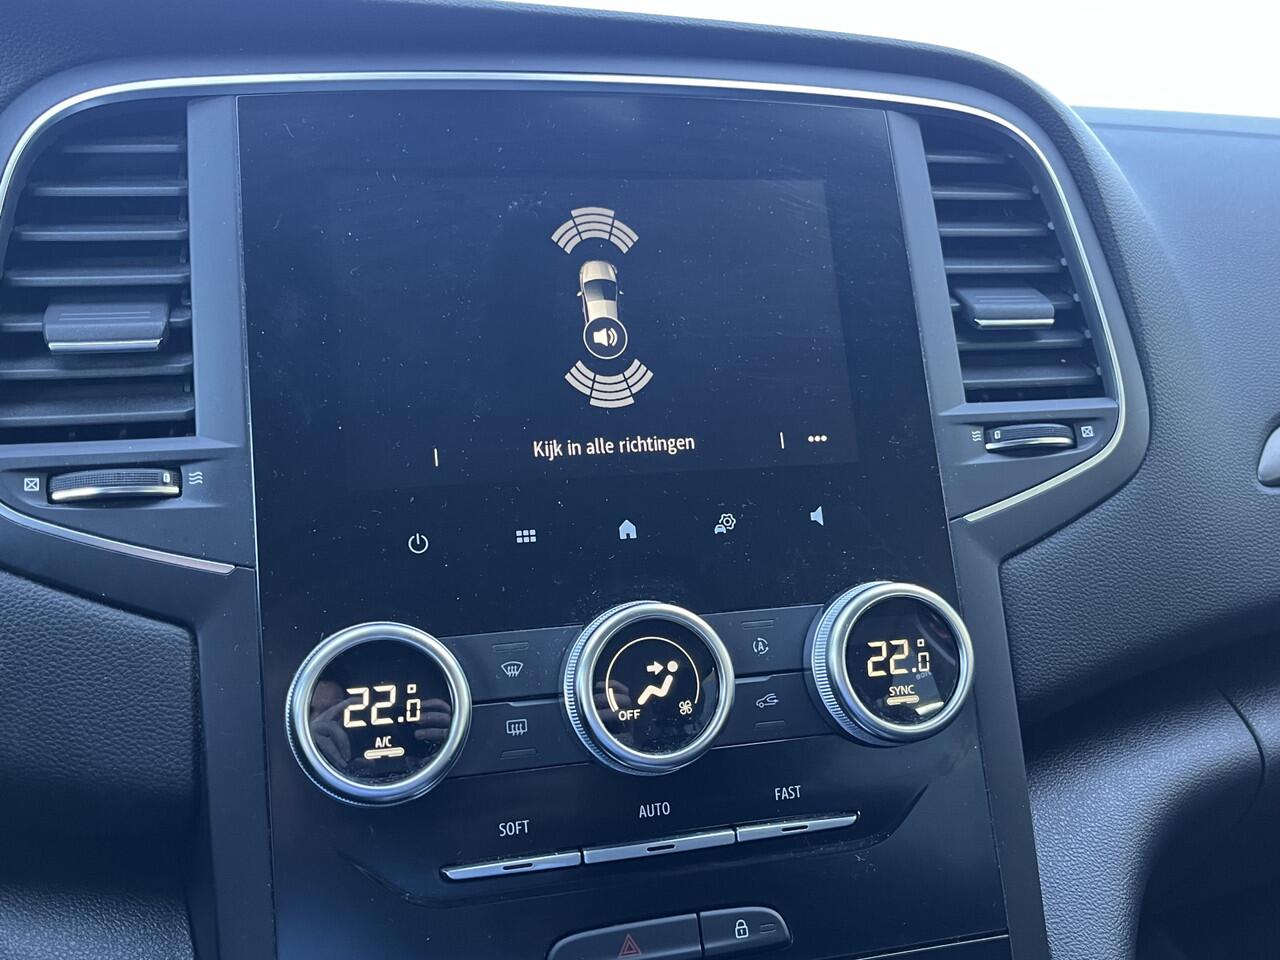 Kijk in alle richtingen
22.0
A/C
OFF
22.0
SYNC
SOFT
AUTO
FAST